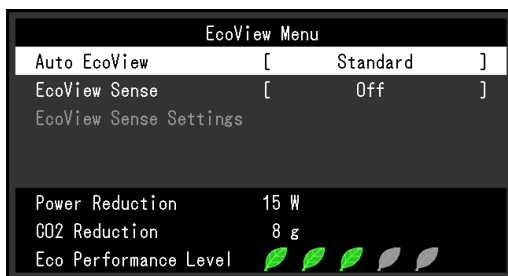 EcoView Menu
Auto EcoView [ Standard ]
EcoView Sense [ Off ]
EcoView Sense Settings
Power Reduction 15 W
CO2 Reduction 8 g
Eco Performance Level